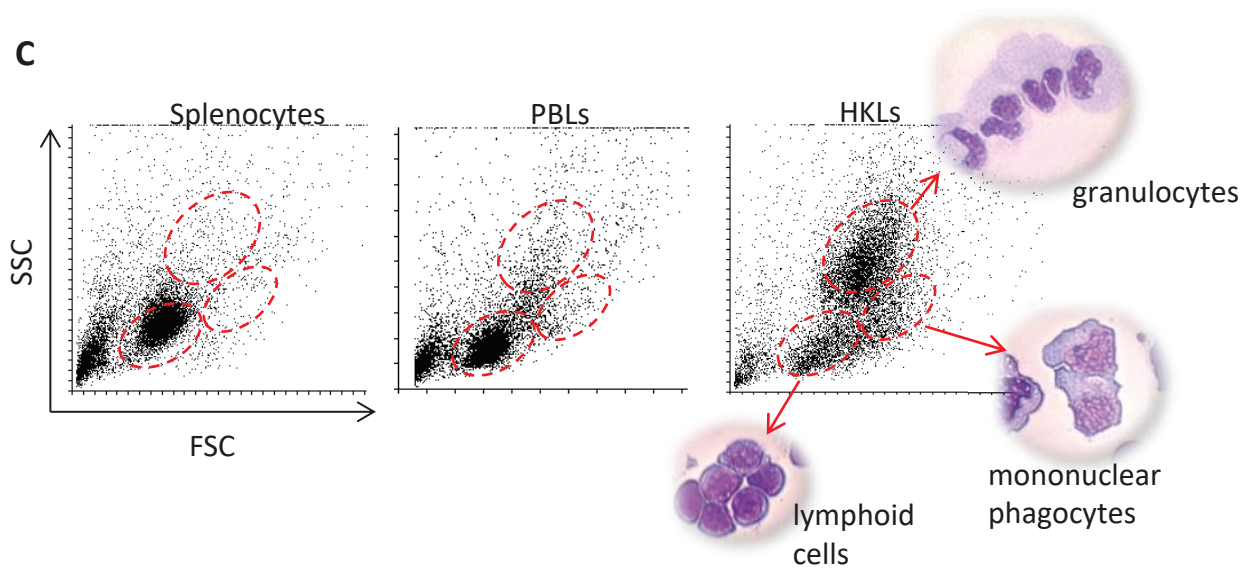 C
Splenocytes
PBLs
HKLs
granulocytes
SSC
FSC
mononuclear
phagocytes
lymphoid
cells